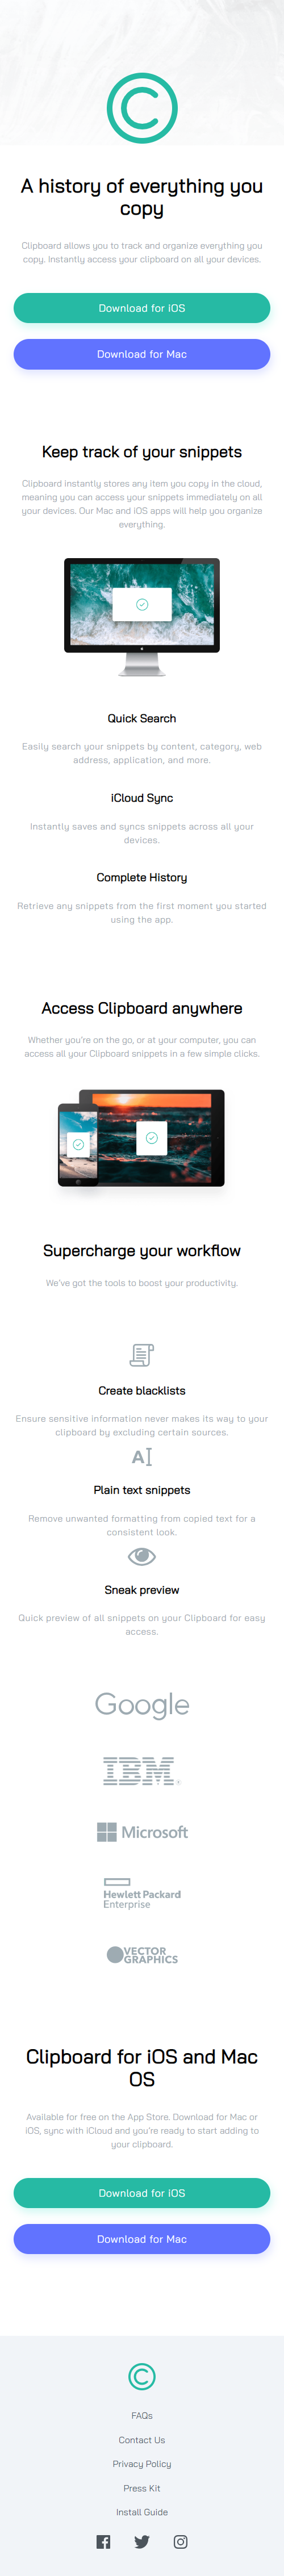 ©
A history of everything you
copy
Clipboard allows you to track and organize everything you
copy. Instantly access your clipboard on all your devices.
Download for iOS
Download for Mac
Keep track of your snippets
Clipboard instantly stores any item you copy in the cloud,
meaning you can access your snippets immediately on all
your devices. Our Mac and iOS apps will help you organize
everything.
Quick Search
Easily search your snippets by content, category, web
address, application, and more.
iCloud Sync
Instantly saves and syncs snippets across all your
devices.
Complete History
Retrieve any snippets from the first moment you started
using the app.
Access Clipboard anywhere
Whether you're on the go, or at your computer, you can
access all your Clipboard snippets in a few simple clicks.
Supercharge your workflow
We've got the tools to boost your productivity.
Create blacklists
Ensure sensitive information never makes its way to your
clipboard by excluding certain sources.
A
Plain text snippets
Remove unwanted formatting from copied text for a
consistent look.
Sneak preview
Quick preview of all snippets on your Clipboard for easy
access.
Google
IBM
Microsoft
Hewlett Packard
Enterprise
VECTOR
GRAPHICS
Clipboard for iOS and Mac
OS
Available for free on the App Store. Download for Mac or
iOS, sync with iCloud and you're ready to start adding to
your clipboard.
Download for iOS
Download for Mac
©
FAQs
Contact Us
Privacy Policy
Press Kit
Install Guide